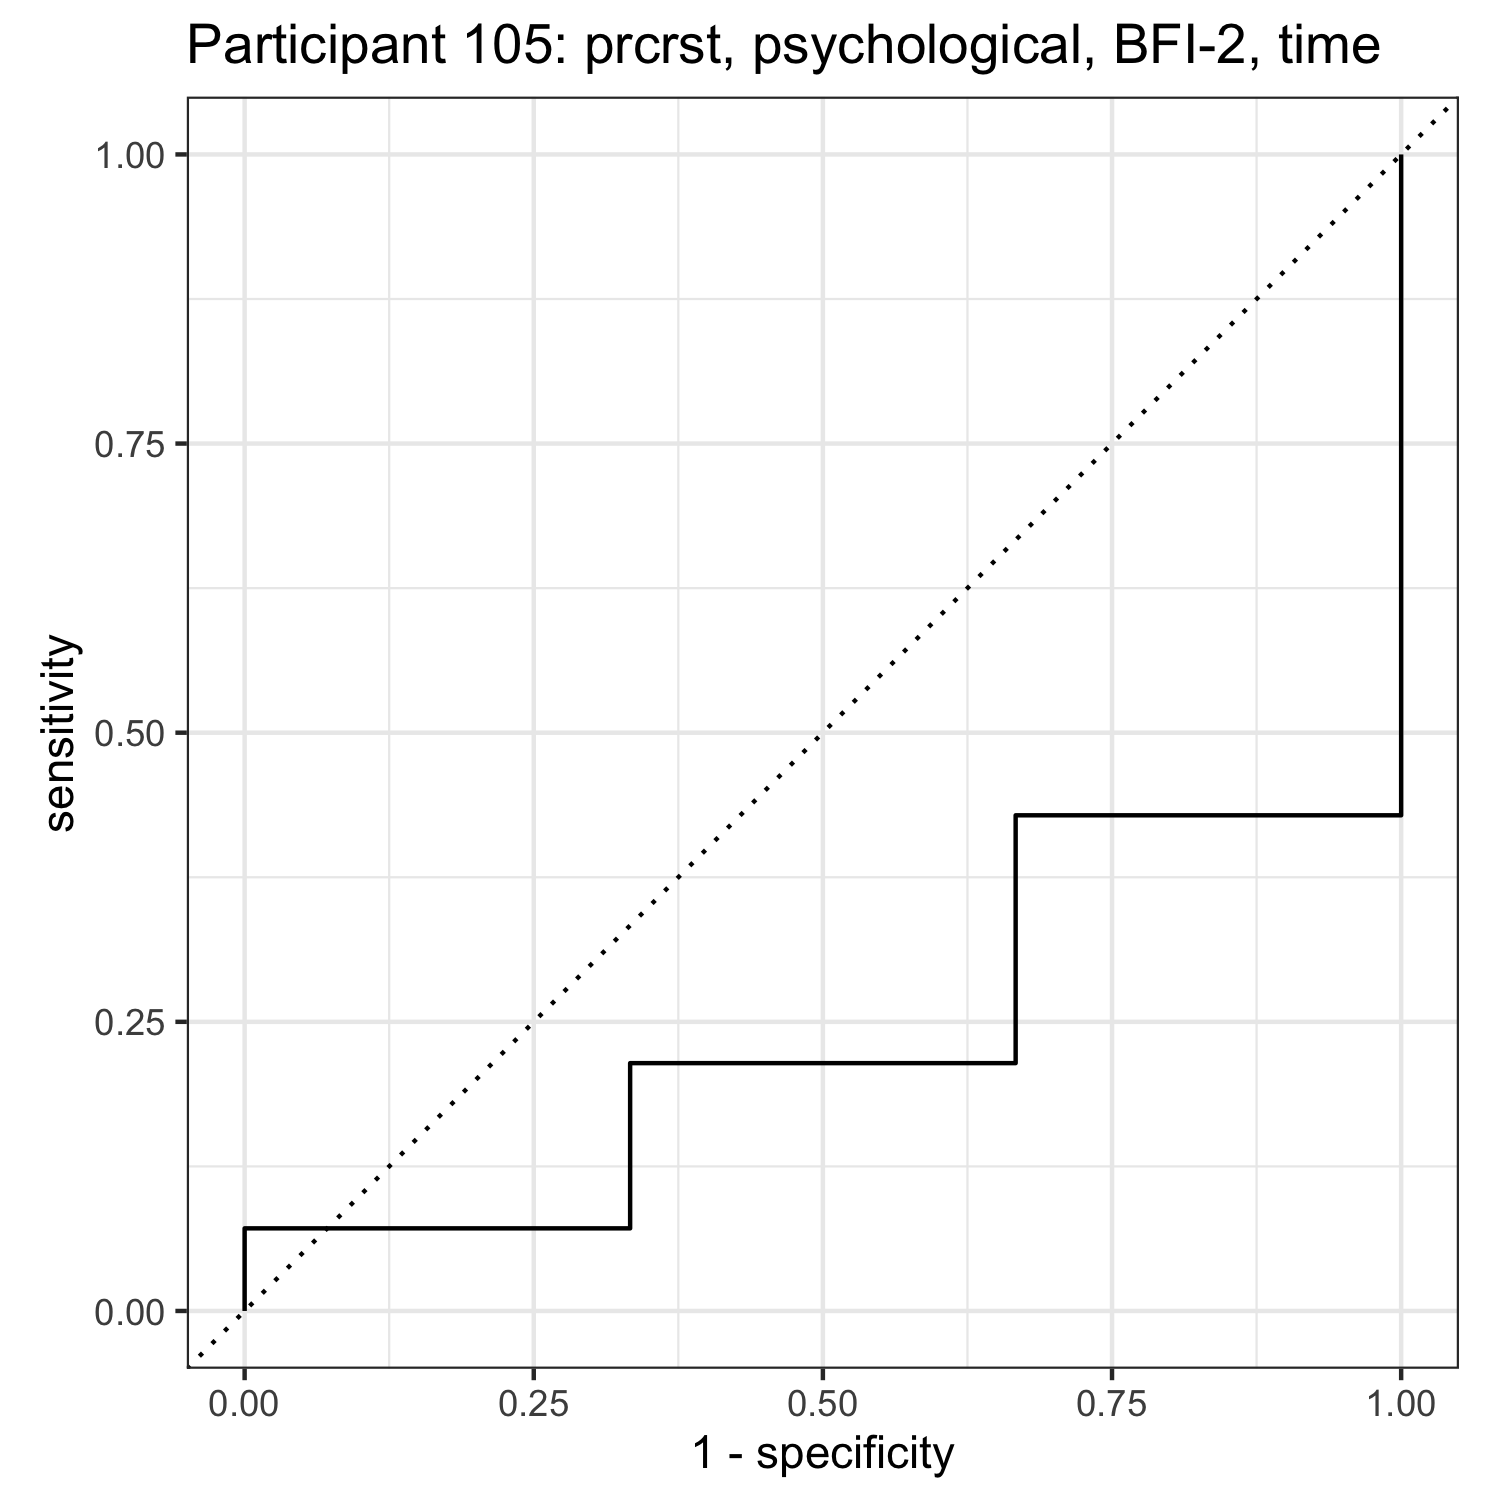 Participant 105: prcrst, psychological, BFI-2, time
1.00
0.75
0.50
0.25
0.00
sensitivity
0.00 0.25 0.50 0.75 1.00
1 - specificity